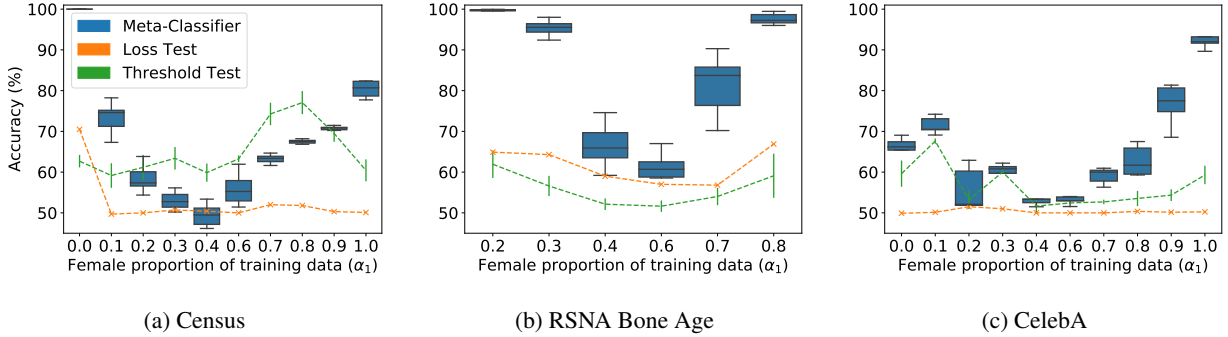 100
90
80
70
60
50
Accuracy (%)
Meta-Classifier
Loss Test
Threshold Test
0.0 0.1 0.2 0.3 0.4 0.6 0.7 0.8 0.9 1.0
Female proportion of training data (α₁)
(a) Census
100
90
80
70
60
50
0.2 0.3 0.4 0.6 0.7 0.8
Female proportion of training data (α₁)
(b) RSNA Bone Age
100
90
80
70
60
50
0.0 0.1 0.2 0.3 0.4 0.6 0.7 0.8 0.9 1.0
Female proportion of training data (α₁)
(c) CelebA